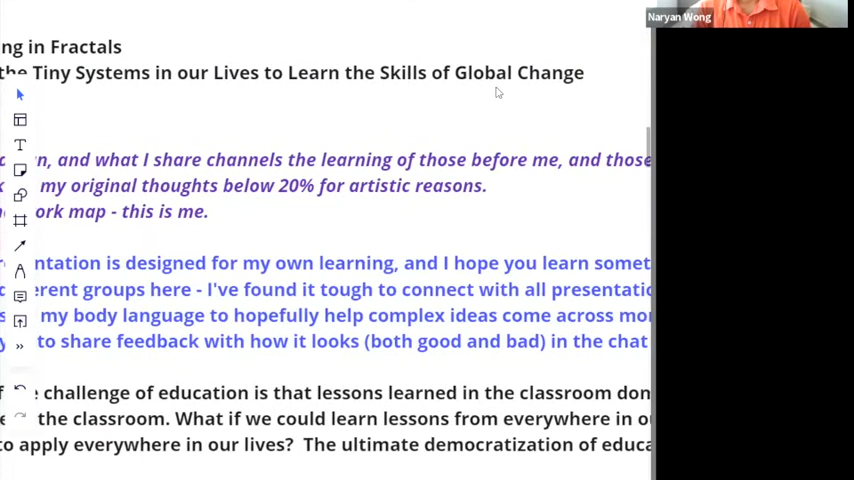 Naryan Wong
ng in Fractals
the Tiny Systems in our Lives to Learn the Skills of Global Change
n, and what I share channels the learning of those before me, and those
my original thoughts below 20% for artistic reasons.
ork map - this is me.
ntation is designed for my own learning, and I hope you learn somet
erent groups here - I've found it tough to connect with all presentatio
my body language to hopefully help complex ideas come across mor
to share feedback with how it looks (both good and bad) in the chat
challenge of education is that lessons learned in the classroom don
the classroom. What if we could learn lessons from everywhere in ou
to apply everywhere in our lives? The ultimate democratization of educa